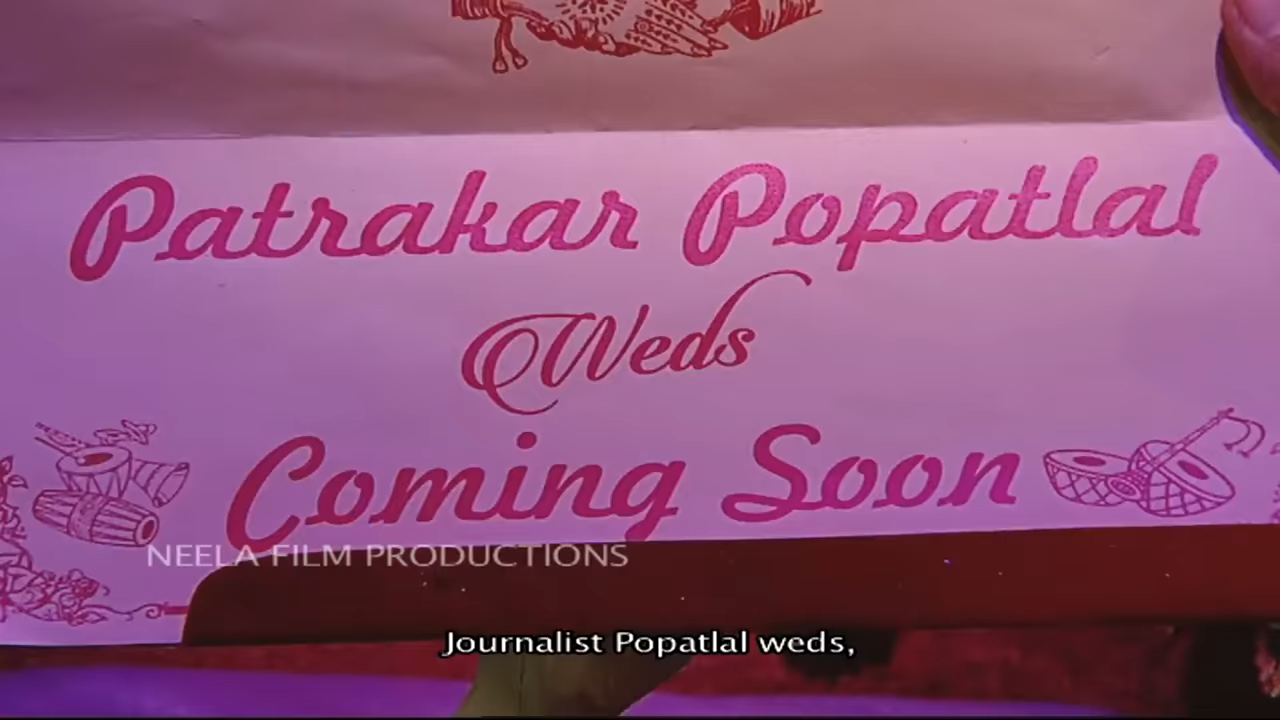 Patrakar Popatlal
Weds
Coming Soon
NEELA FILM PRODUCTIONS
Journalist Popatlal weds,